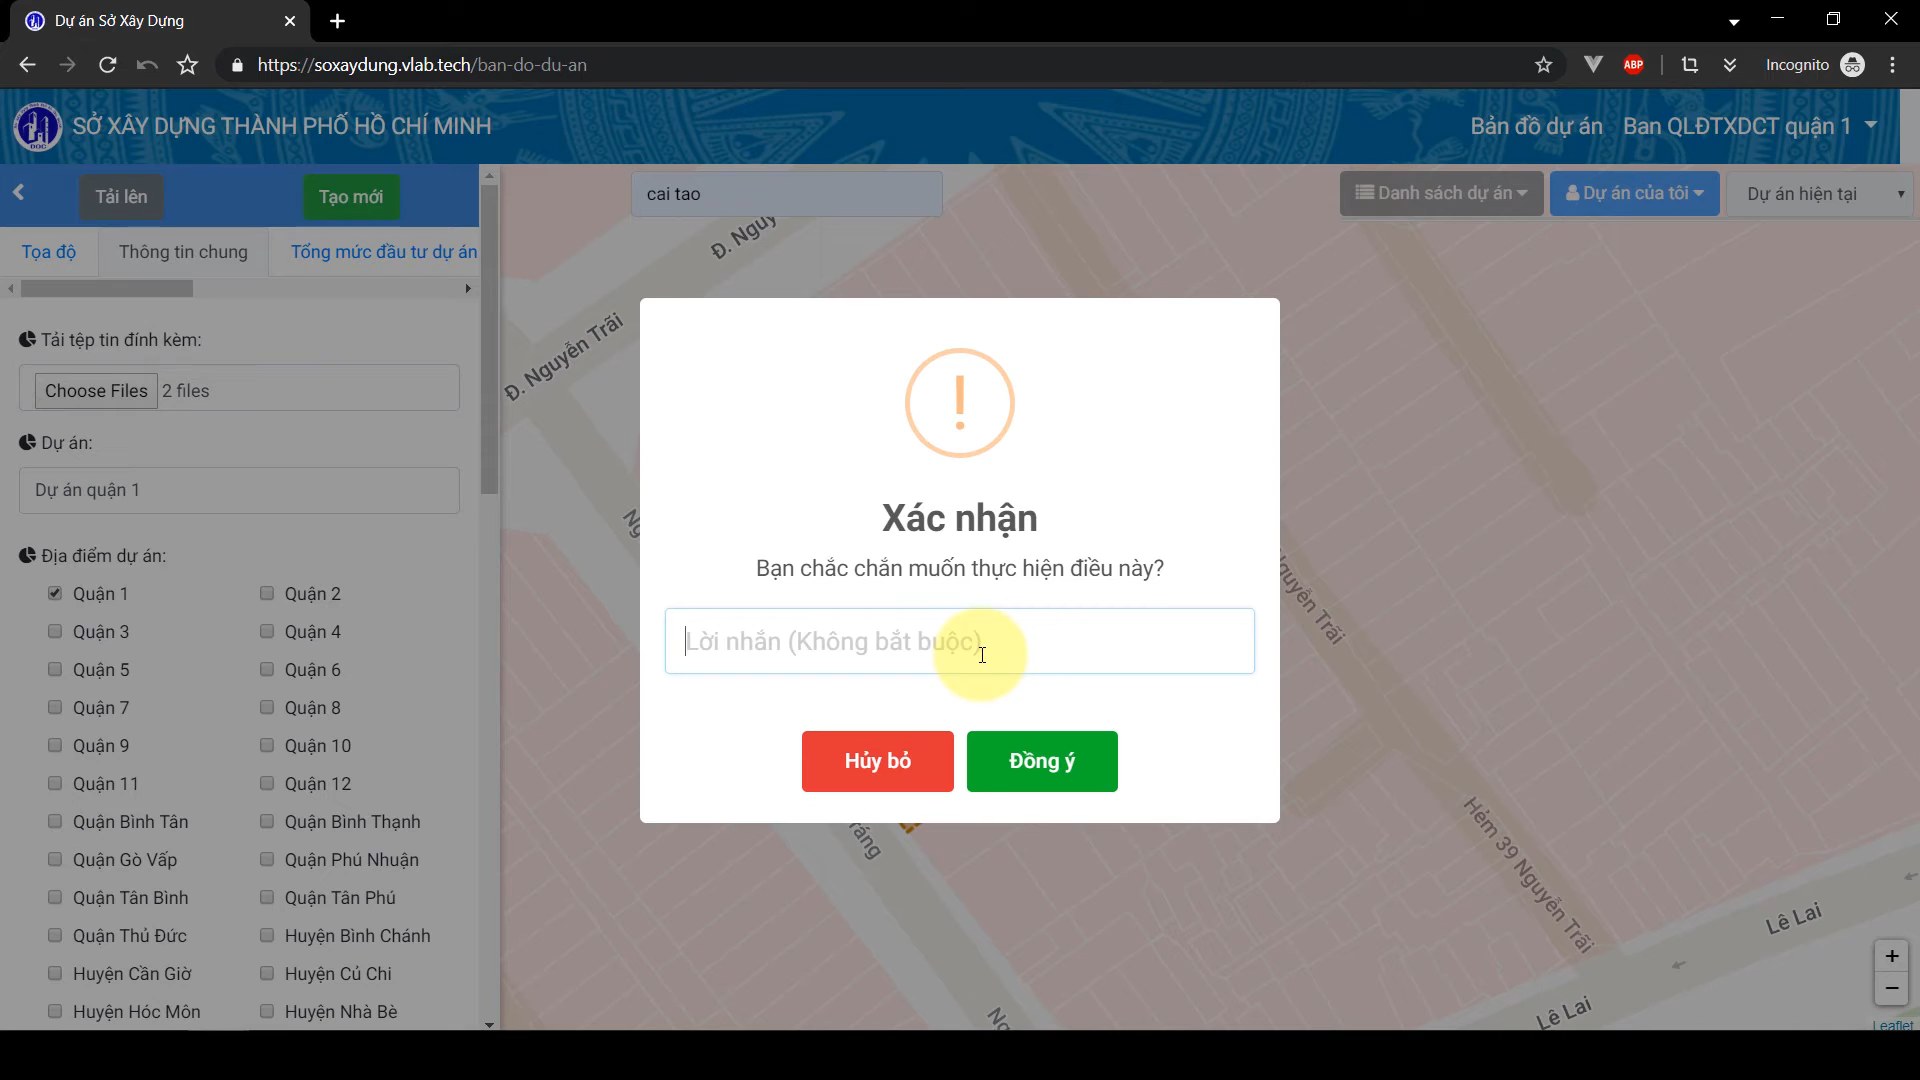 Dự án Sở Xây Dựng
https://soxaydung.vlab.tech/ban-do-du-an
ABP
Incognito
SỞ XÂY DỰNG THÀNH PHỐ HỒ CHÍ MINH
Bản đồ dự án
Ban QLĐTXDCT quận 1
Tải lên
Tạo mới
cai tao
Danh sách dự án
Dự án của tôi
Dự án hiện tại
Tọa độ
Thông tin chung
Tổng mức đầu tư dự án
Tải tệp tin đính kèm:
Choose Files 2 files
Dự án:
Dự án quận 1
Địa điểm dự án:
Quận 1
Quận 2
Quận 3
Quận 4
Quận 5
Quận 6
Quận 7
Quận 8
Quận 9
Quận 10
Quận 11
Quận 12
Quận Bình Tân
Quận Bình Thạnh
Quận Gò Vấp
Quận Phú Nhuận
Quận Tân Bình
Quận Tân Phú
Quận Thủ Đức
Huyện Bình Chánh
Huyện Cần Giờ
Huyện Củ Chi
Huyện Hóc Môn
Huyện Nhà Bè
Xác nhận
Bạn chắc chắn muốn thực hiện điều này?
Lời nhắn (Không bắt buộc)
Hủy bỏ
Đồng ý
Đ. Nguyễn Trãi
Hẻm 39 Nguyễn Trãi
Lê Lai
Lê Lai
+
−
Leaflet